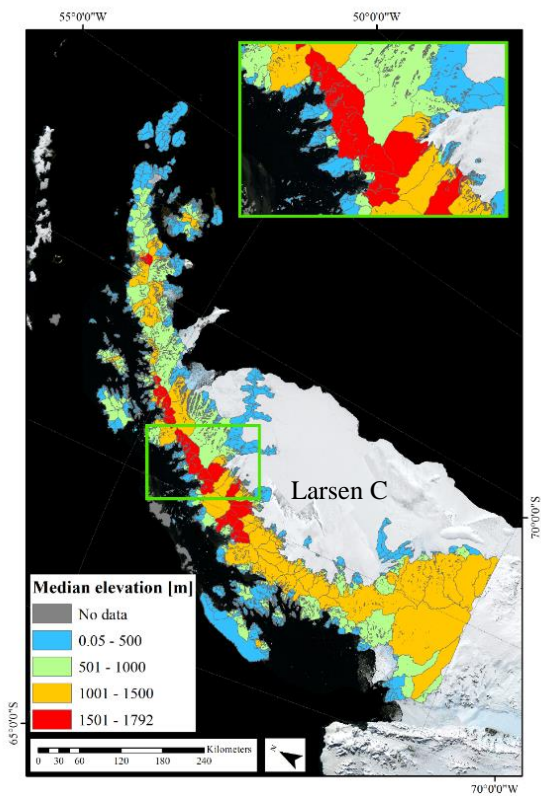 55°0'0"W
50°0'0"W
Larsen C
70°0'0"S
Median elevation [m]
No data
0.05 - 500
501 - 1000
1001 - 1500
1501 - 1792
65°0'0"S
Kilometers
0 30 60 120 180 240
N
70°0'0"W